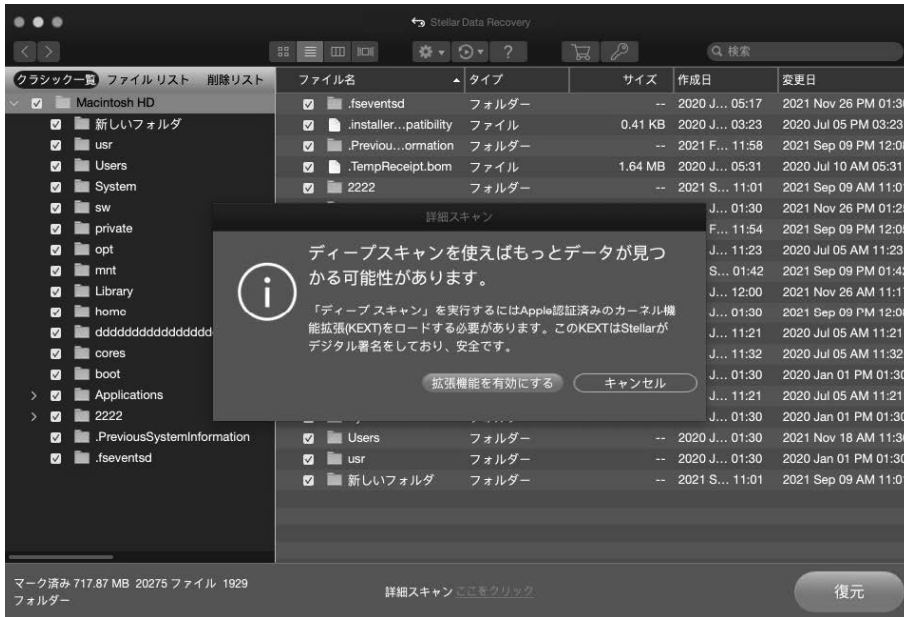 Stellar Data Recovery
検索
クラシック一覧 ファイル リスト 削除リスト
ファイル名 タイプ サイズ 作成日 変更日
Macintosh HD
新しいフォルダ
usr
Users
System
sw
private
opt
mnt
Library
home
dddddddddddddddd
cores
boot
Applications
2222
.PreviousSystemInformation
.fseventsd
.fseventsd フォルダー -- 2020 J... 05:17 2021 Nov 26 PM 01:3
.installer...patibility ファイル 0.41 KB 2020 J... 03:23 2020 Jul 05 PM 03:23
.Previou...ormation フォルダー -- 2021 F... 11:58 2021 Sep 09 PM 12:0
.TempReceipt.bom ファイル 1.64 MB 2020 J... 05:31 2020 Jul 10 AM 05:31
2222 フォルダー -- 2021 S... 11:01 2021 Sep 09 AM 11:0
J... 01:30 2021 Nov 26 PM 01:2
F... 11:54 2021 Sep 09 PM 12:0
J... 11:23 2020 Jul 05 AM 11:23
S... 01:42 2021 Sep 09 PM 01:4
J... 12:00 2021 Nov 26 AM 11:1
J... 01:30 2021 Sep 09 PM 12:0
J... 11:21 2020 Jul 05 AM 11:21
J... 11:32 2020 Jul 05 AM 11:32
J... 01:30 2020 Jan 01 PM 01:30
J... 11:21 2020 Jul 05 AM 11:21
J... 01:30 2020 Jan 01 PM 01:30
Users フォルダー -- 2020 J... 01:30 2021 Nov 18 AM 11:3
usr フォルダー -- 2020 J... 01:30 2020 Jan 01 PM 01:30
新しいフォルダ フォルダー -- 2021 S... 11:01 2021 Sep 09 AM 11:0
詳細スキャン
ディープスキャンを使えばもっとデータが見つ
かる可能性があります。
「ディープ スキャン」を実行するにはApple認証済みのカーネル機
能拡張(KEXT)をロードする必要があります。このKEXTはStellarが
デジタル署名をしており、安全です。
拡張機能を有効にする キャンセル
マーク済み 717.87 MB 20275 ファイル 1929
フォルダー
詳細スキャン ここをクリック
復元